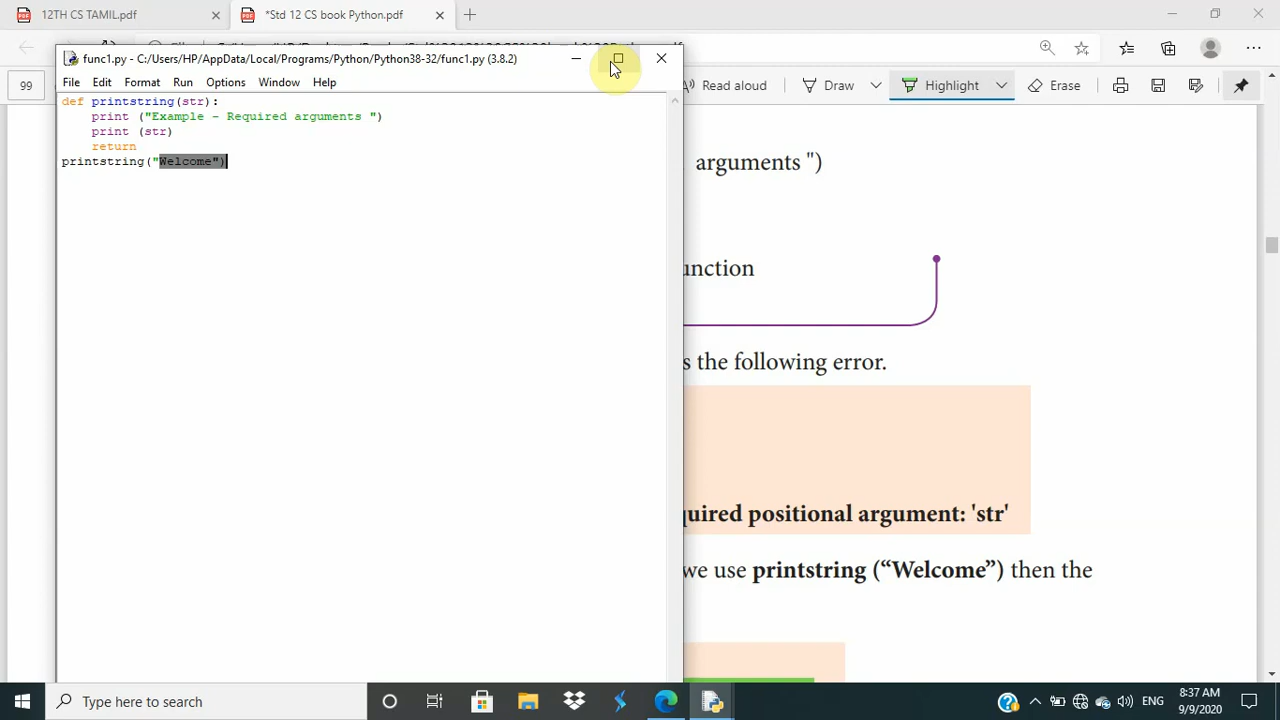 12TH CS TAMIL.pdf
*Std 12 CS book Python.pdf
func1.py - C:/Users/HP/AppData/Local/Programs/Python/Python38-32/func1.py (3.8.2)
File Edit Format Run Options Window Help
99
Read aloud
Draw
Highlight
Erase
def printstring(str):
print ("Example - Required arguments ")
print (str)
return
printstring("Welcome")
arguments ")
unction
s the following error.
quired positional argument: 'str'
we use printstring (“Welcome”) then the
Type here to search
ENG
8:37 AM
9/9/2020